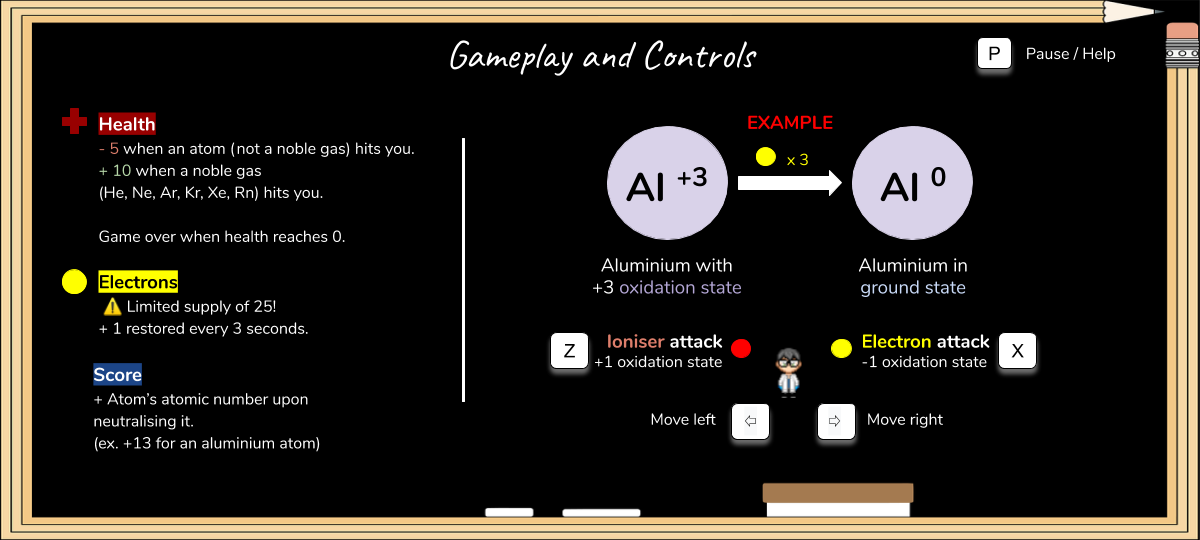 Gameplay and Controls
P Pause / Help
Health
- 5 when an atom (not a noble gas) hits you.
+ 10 when a noble gas
(He, Ne, Ar, Kr, Xe, Rn) hits you.
Game over when health reaches 0.
Electrons
⚠️ Limited supply of 25!
+ 1 restored every 3 seconds.
Score
+ Atom’s atomic number upon
neutralising it.
(ex. +13 for an aluminium atom)
EXAMPLE
x 3
Al +3
Al 0
Aluminium with
+3 oxidation state
Aluminium in
ground state
Z
Ioniser attack
+1 oxidation state
Electron attack
-1 oxidation state
X
Move left ⇦
⇨ Move right